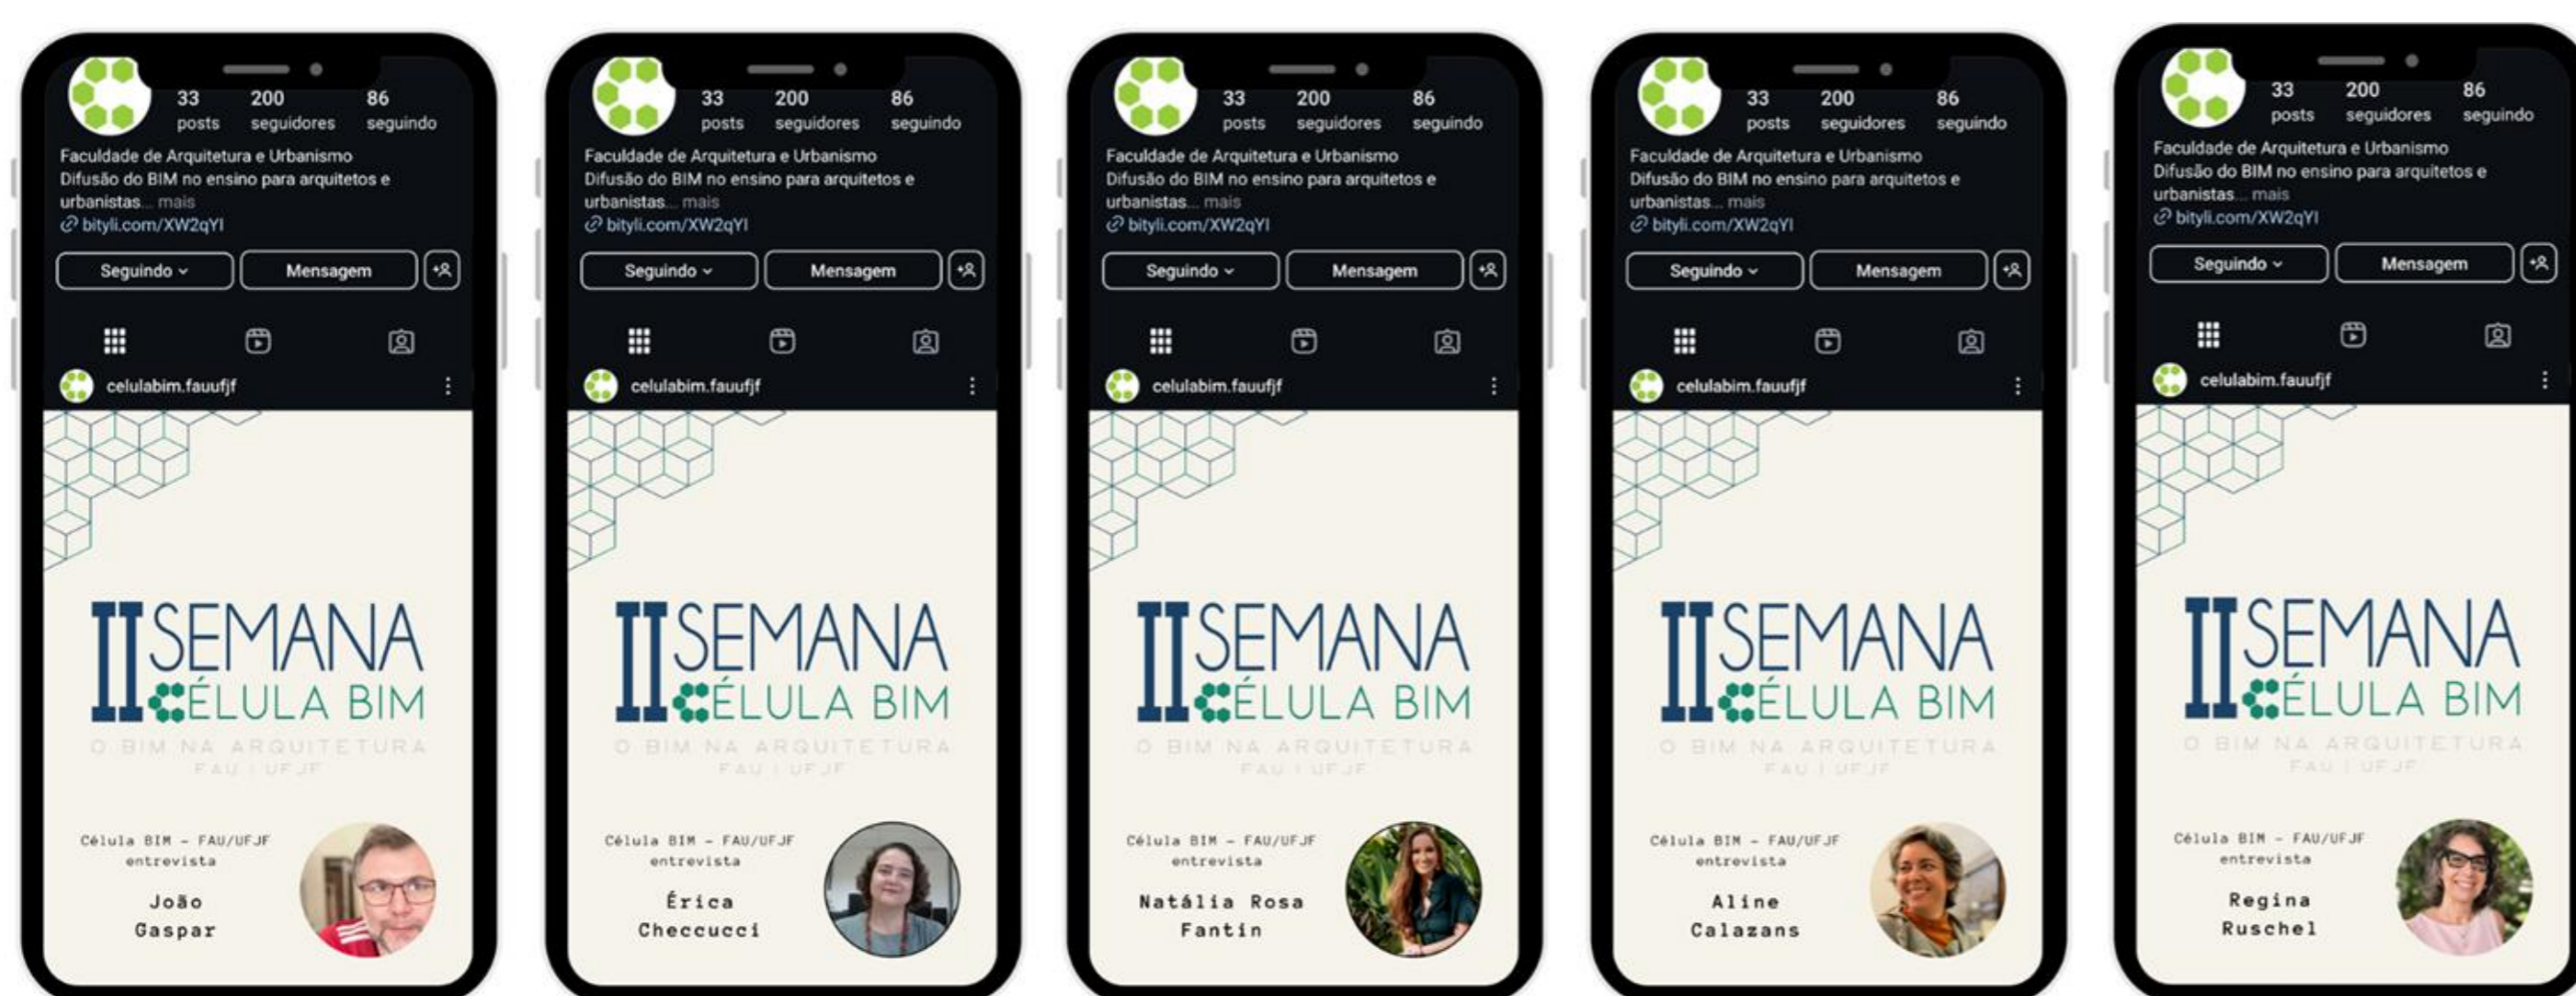 33 200 86
posts seguidores seguindo
Faculdade de Arquitetura e Urbanismo
Difusão do BIM no ensino para arquitetos e
urbanistas... mais
bityli.com/XW2qYI
Seguindo Mensagem
celulabim.fauufjf
II SEMANA
CÉLULA BIM
O BIM NA ARQUITETURA
FAU | UFJF
Célula BIM – FAU/UFJF
entrevista
João
Gaspar
33 200 86
posts seguidores seguindo
Faculdade de Arquitetura e Urbanismo
Difusão do BIM no ensino para arquitetos e
urbanistas... mais
bityli.com/XW2qYI
Seguindo Mensagem
celulabim.fauufjf
II SEMANA
CÉLULA BIM
O BIM NA ARQUITETURA
FAU | UFJF
Célula BIM – FAU/UFJF
entrevista
Érica
Checcucci
33 200 86
posts seguidores seguindo
Faculdade de Arquitetura e Urbanismo
Difusão do BIM no ensino para arquitetos e
urbanistas... mais
bityli.com/XW2qYI
Seguindo Mensagem
celulabim.fauufjf
II SEMANA
CÉLULA BIM
O BIM NA ARQUITETURA
FAU | UFJF
Célula BIM – FAU/UFJF
entrevista
Natália Rosa
Fantin
33 200 86
posts seguidores seguindo
Faculdade de Arquitetura e Urbanismo
Difusão do BIM no ensino para arquitetos e
urbanistas... mais
bityli.com/XW2qYI
Seguindo Mensagem
celulabim.fauufjf
II SEMANA
CÉLULA BIM
O BIM NA ARQUITETURA
FAU | UFJF
Célula BIM – FAU/UFJF
entrevista
Aline
Calazans
33 200 86
posts seguidores seguindo
Faculdade de Arquitetura e Urbanismo
Difusão do BIM no ensino para arquitetos e
urbanistas... mais
bityli.com/XW2qYI
Seguindo Mensagem
celulabim.fauufjf
II SEMANA
CÉLULA BIM
O BIM NA ARQUITETURA
FAU | UFJF
Célula BIM – FAU/UFJF
entrevista
Regina
Ruschel